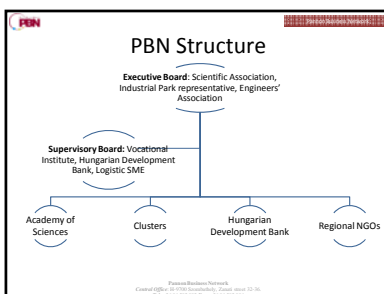 PBN
Pannon Business Network
PBN Structure
Executive Board: Scientific Association,
Industrial Park representative, Engineers'
Association
Supervisory Board: Vocational
Institute, Hungarian Development
Bank, Logistic SME
Academy of
Sciences
Clusters
Hungarian
Development Bank
Regional NGOs
Pannon Business Network